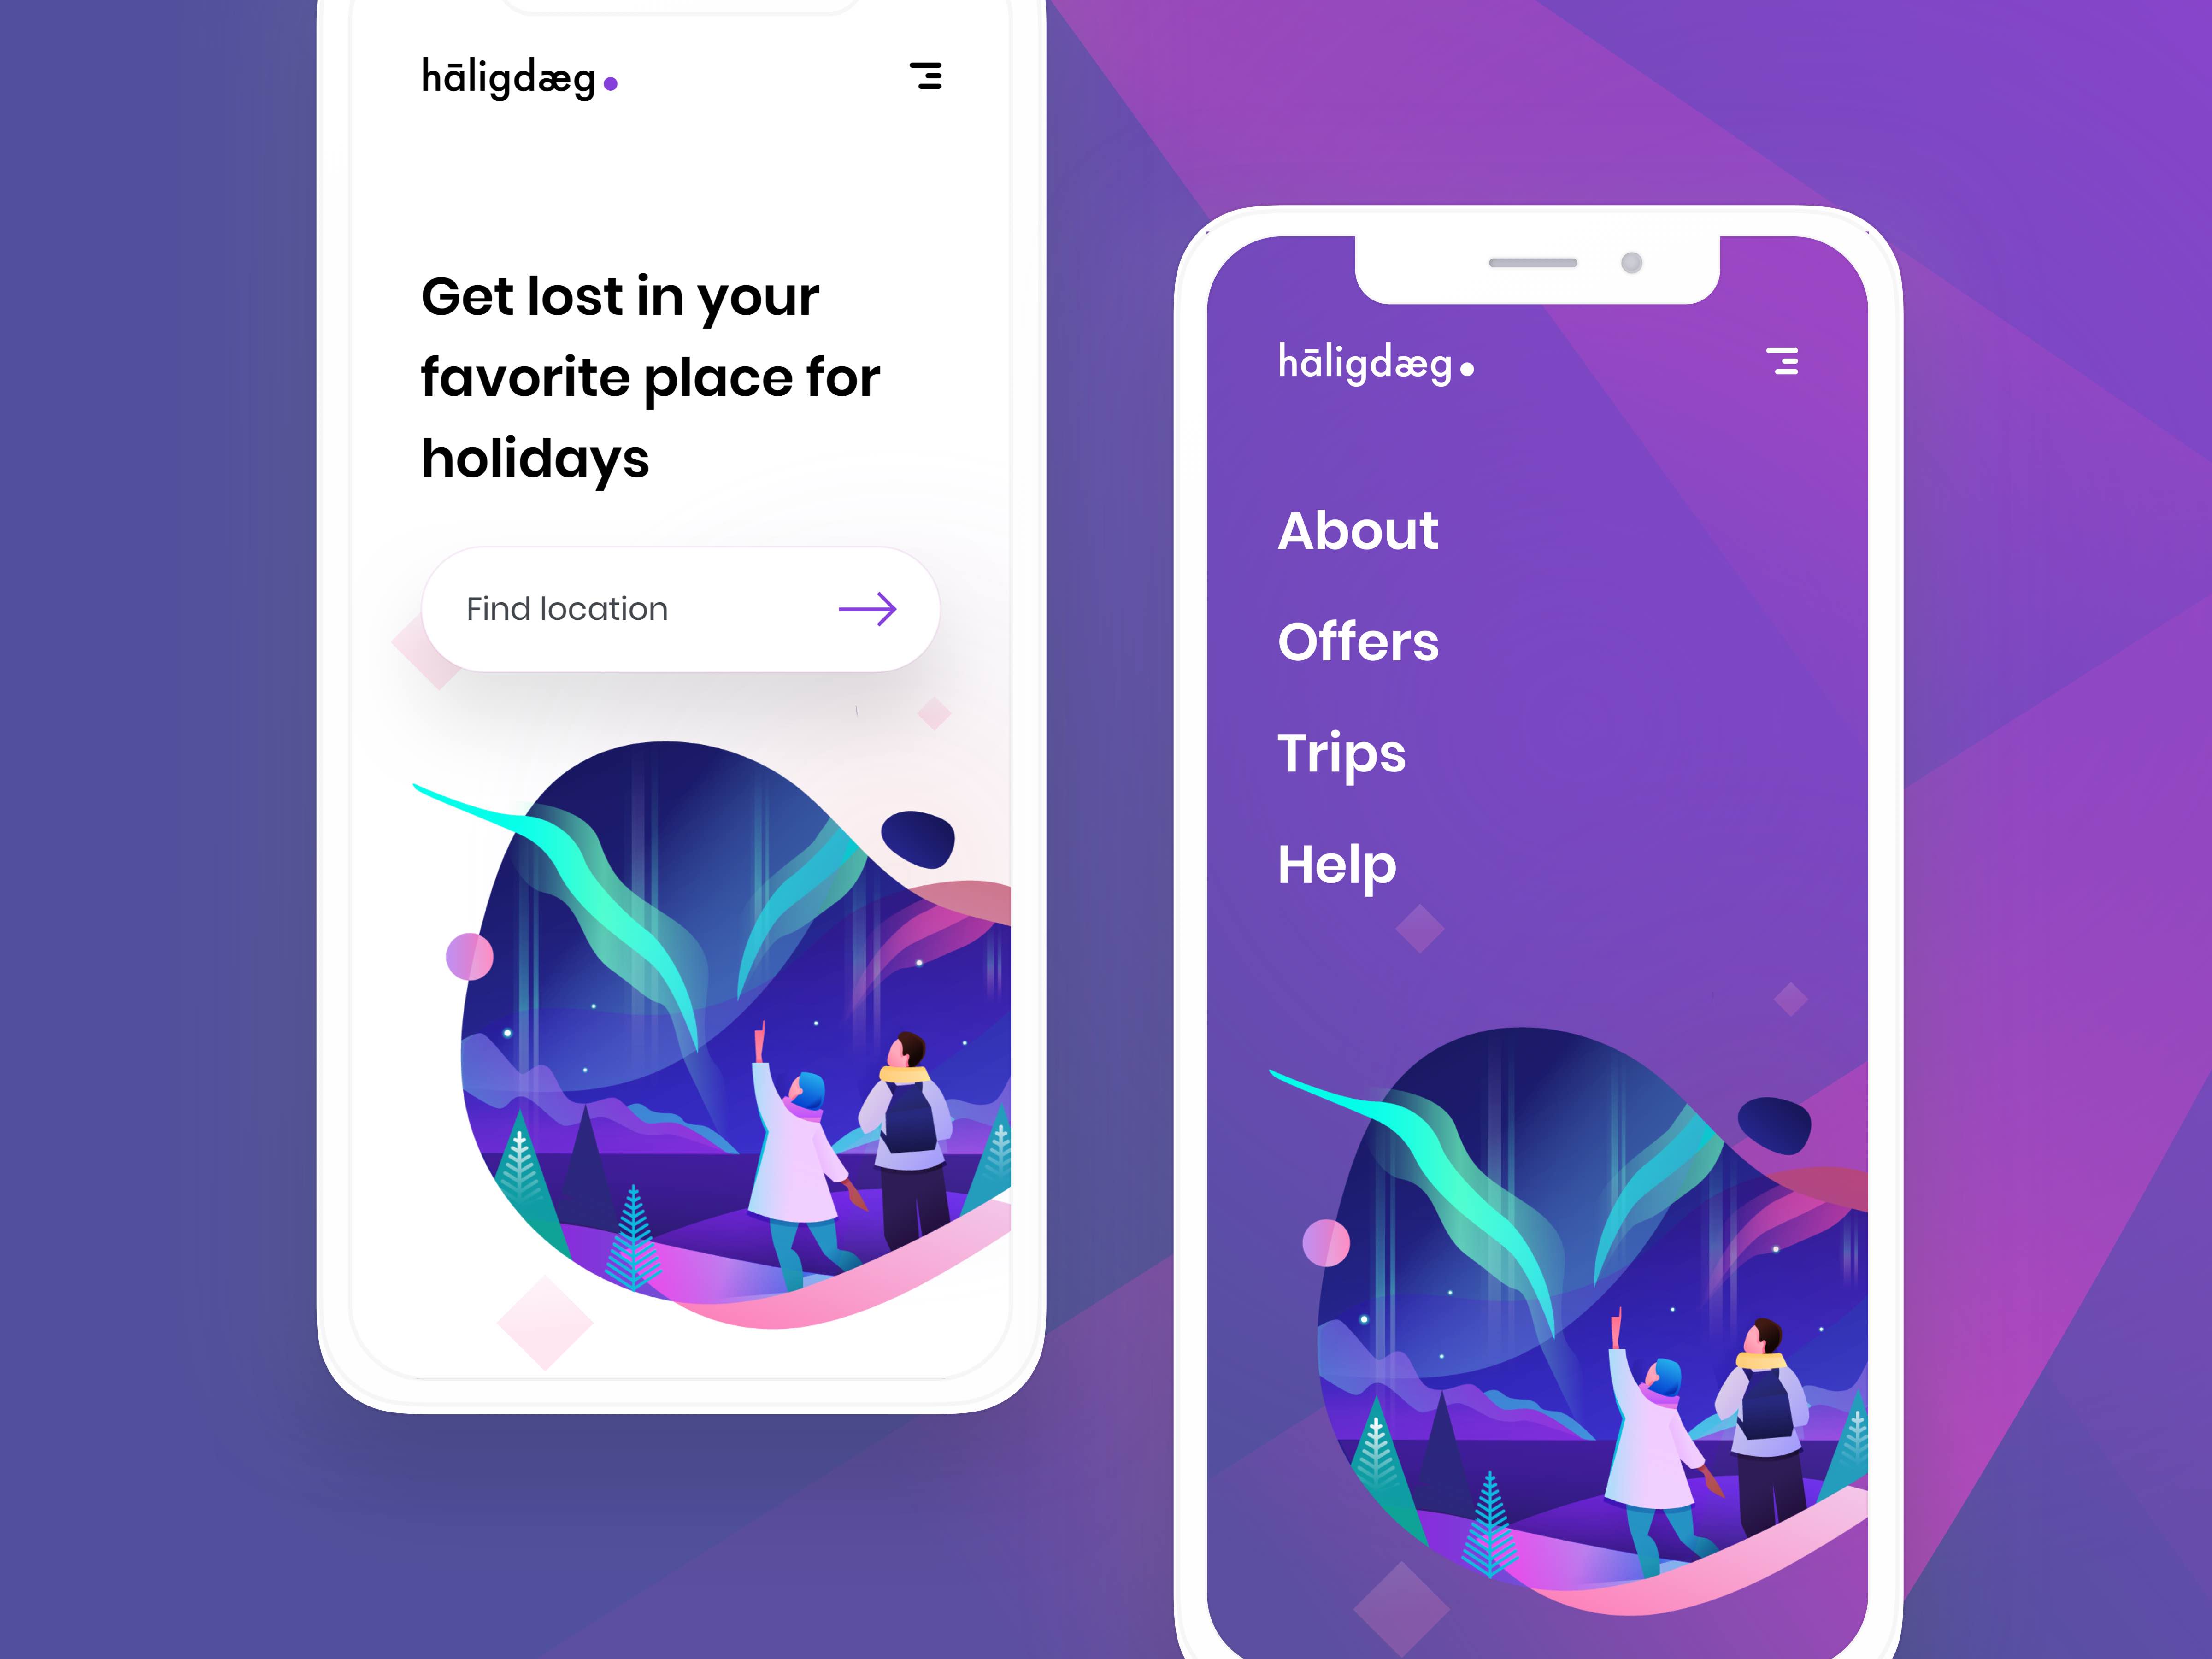 hāligdæg
Get lost in your
favorite place for
holidays
Find location
hāligdæg
About
Offers
Trips
Help